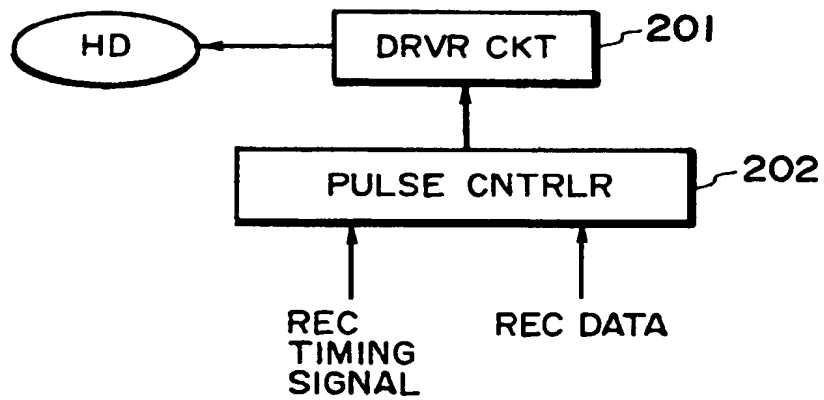 HD
DRVR CKT
201
PULSE CNTRLR
202
REC
TIMING
SIGNAL
REC DATA